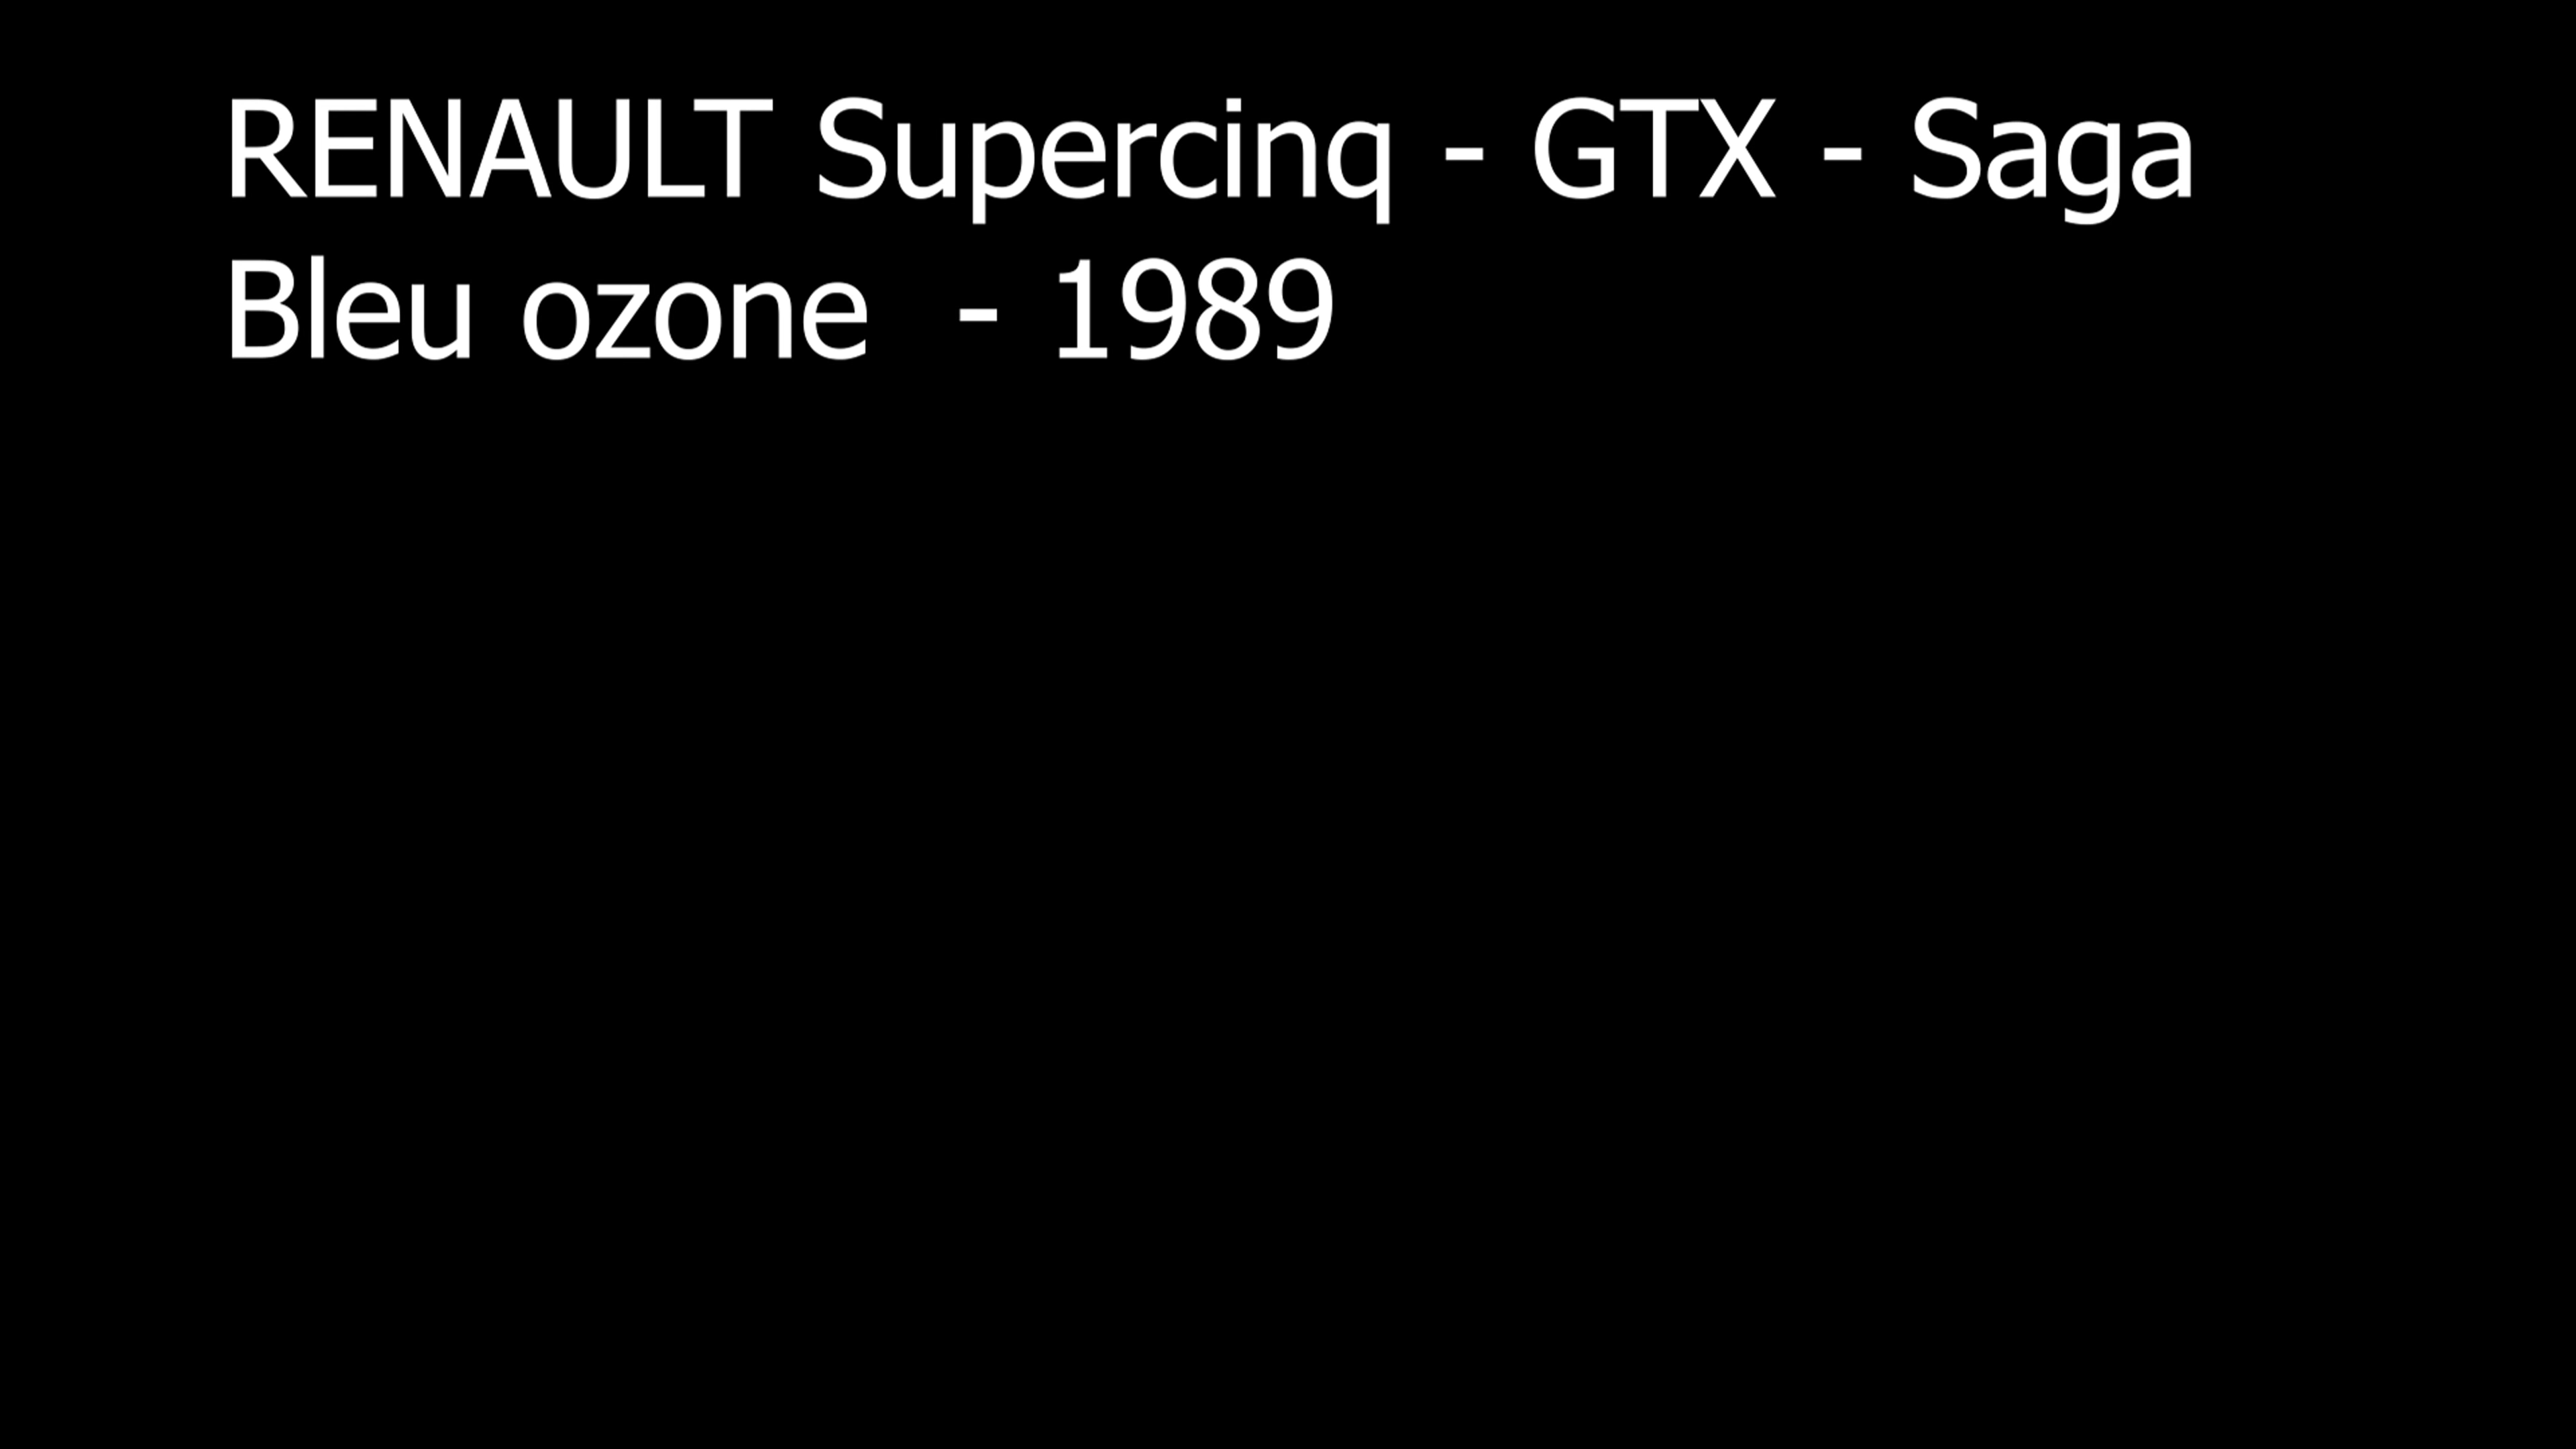 RENAULT Supercinq - GTX - Saga
Bleu ozone  - 1989